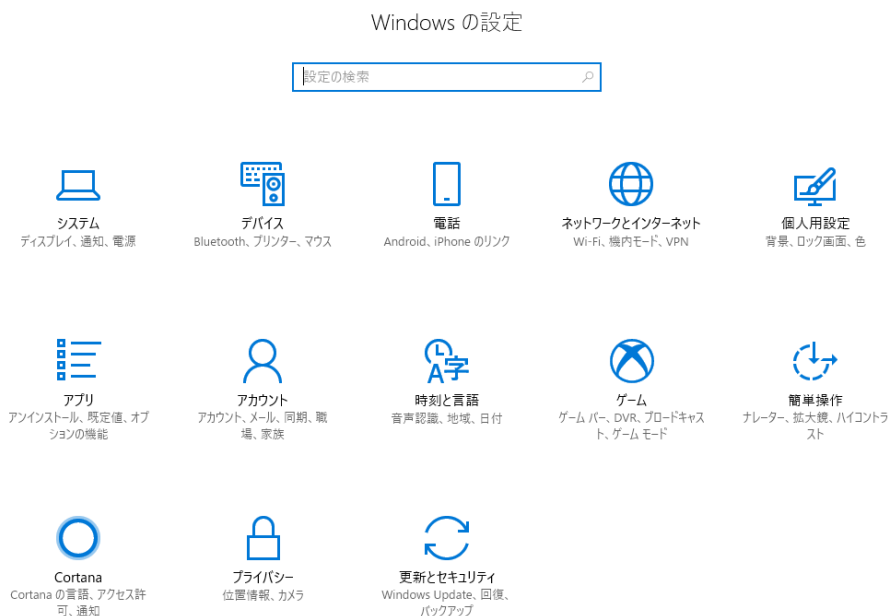 Windows の設定
設定の検索
システム
ディスプレイ、通知、電源
デバイス
Bluetooth、プリンター、マウス
電話
Android、iPhone のリンク
ネットワークとインターネット
Wi-Fi、機内モード、VPN
個人用設定
背景、ロック画面、色
アプリ
アンインストール、既定値、オプ
ションの機能
アカウント
アカウント、メール、同期、職
場、家族
A字
時刻と言語
音声認識、地域、日付
ゲーム
ゲーム バー、DVR、ブロードキャス
ト、ゲーム モード
簡単操作
ナレーター、拡大鏡、ハイコントラ
スト
Cortana
Cortana の言語、アクセス許
可、通知
プライバシー
位置情報、カメラ
更新とセキュリティ
Windows Update、回復、
バックアップ